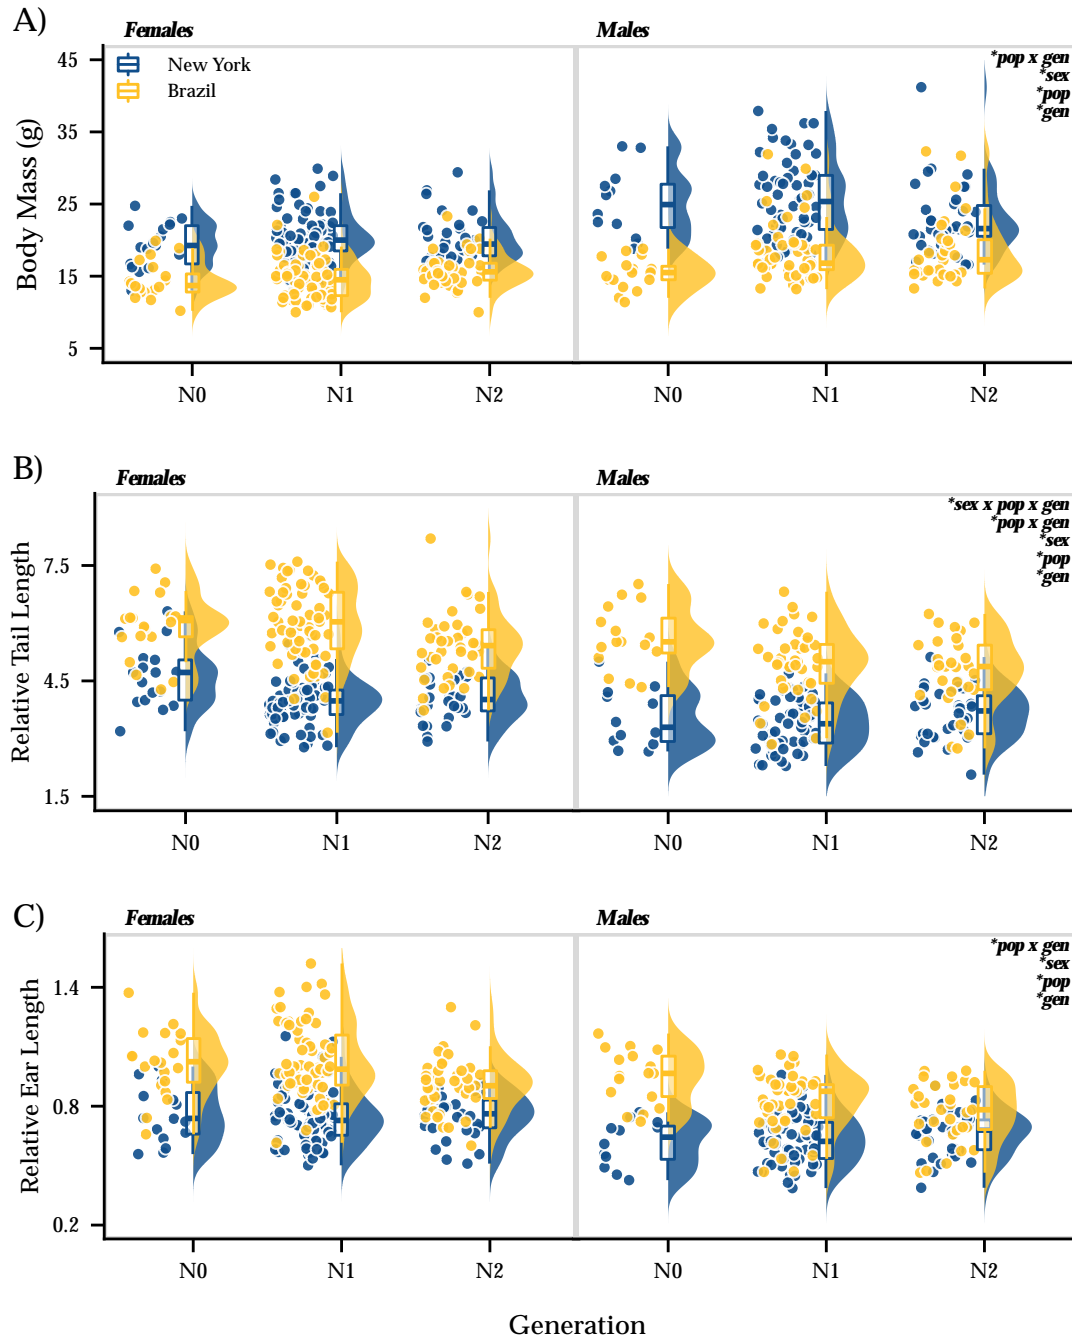 A)
Females
Males
New York
Brazil
*pop x gen
*sex
*pop
*gen
Body Mass (g)
45
35
25
15
5
N0
N1
N2
N0
N1
N2
B)
Females
Males
*sex x pop x gen
*pop x gen
*sex
*pop
*gen
Relative Tail Length
7.5
4.5
1.5
N0
N1
N2
N0
N1
N2
C)
Females
Males
*pop x gen
*sex
*pop
*gen
Relative Ear Length
1.4
0.8
0.2
N0
N1
N2
N0
N1
N2
Generation